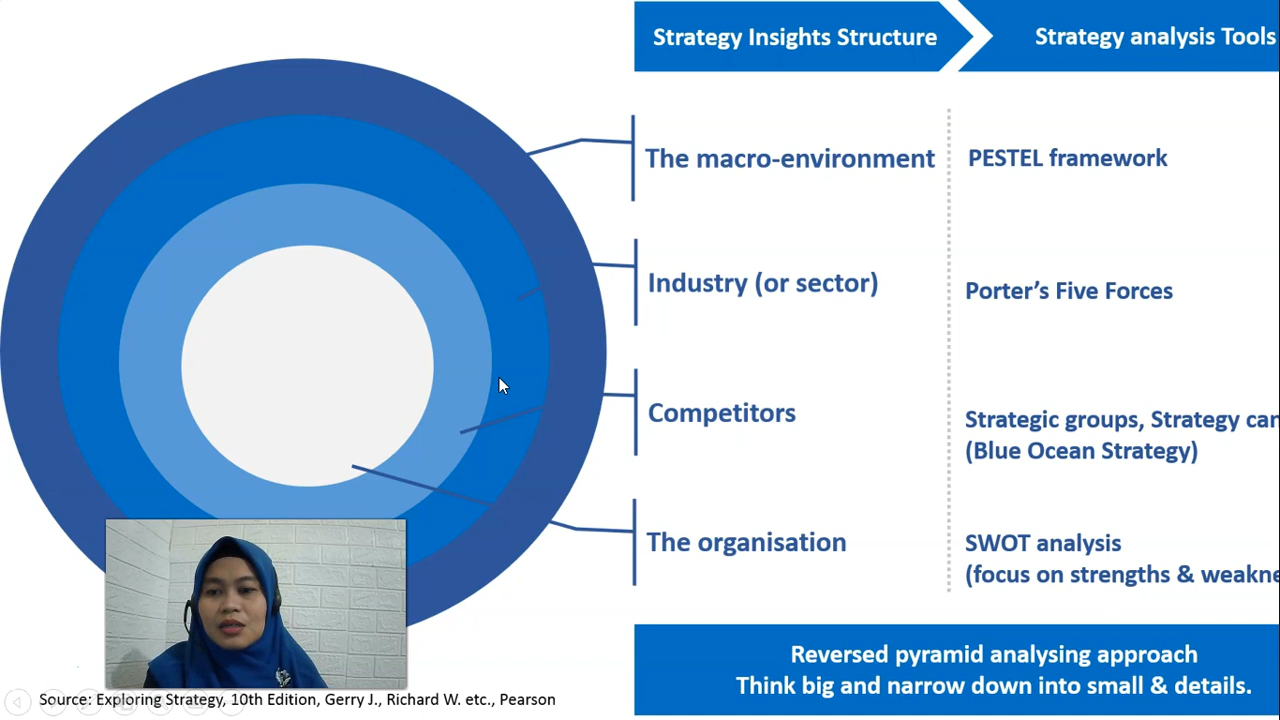 Strategy Insights Structure
Strategy analysis Tools
The macro-environment
PESTEL framework
Industry (or sector)
Porter's Five Forces
Competitors
Strategic groups, Strategy
(Blue Ocean Strategy)
The organisation
SWOT analysis
(focus on strengths &
Reversed pyramid analysing approach
Think big and narrow down into small & details.
Source: Exploring Strategy, 10th Edition, Gerry J., Richard W. etc., Pearson